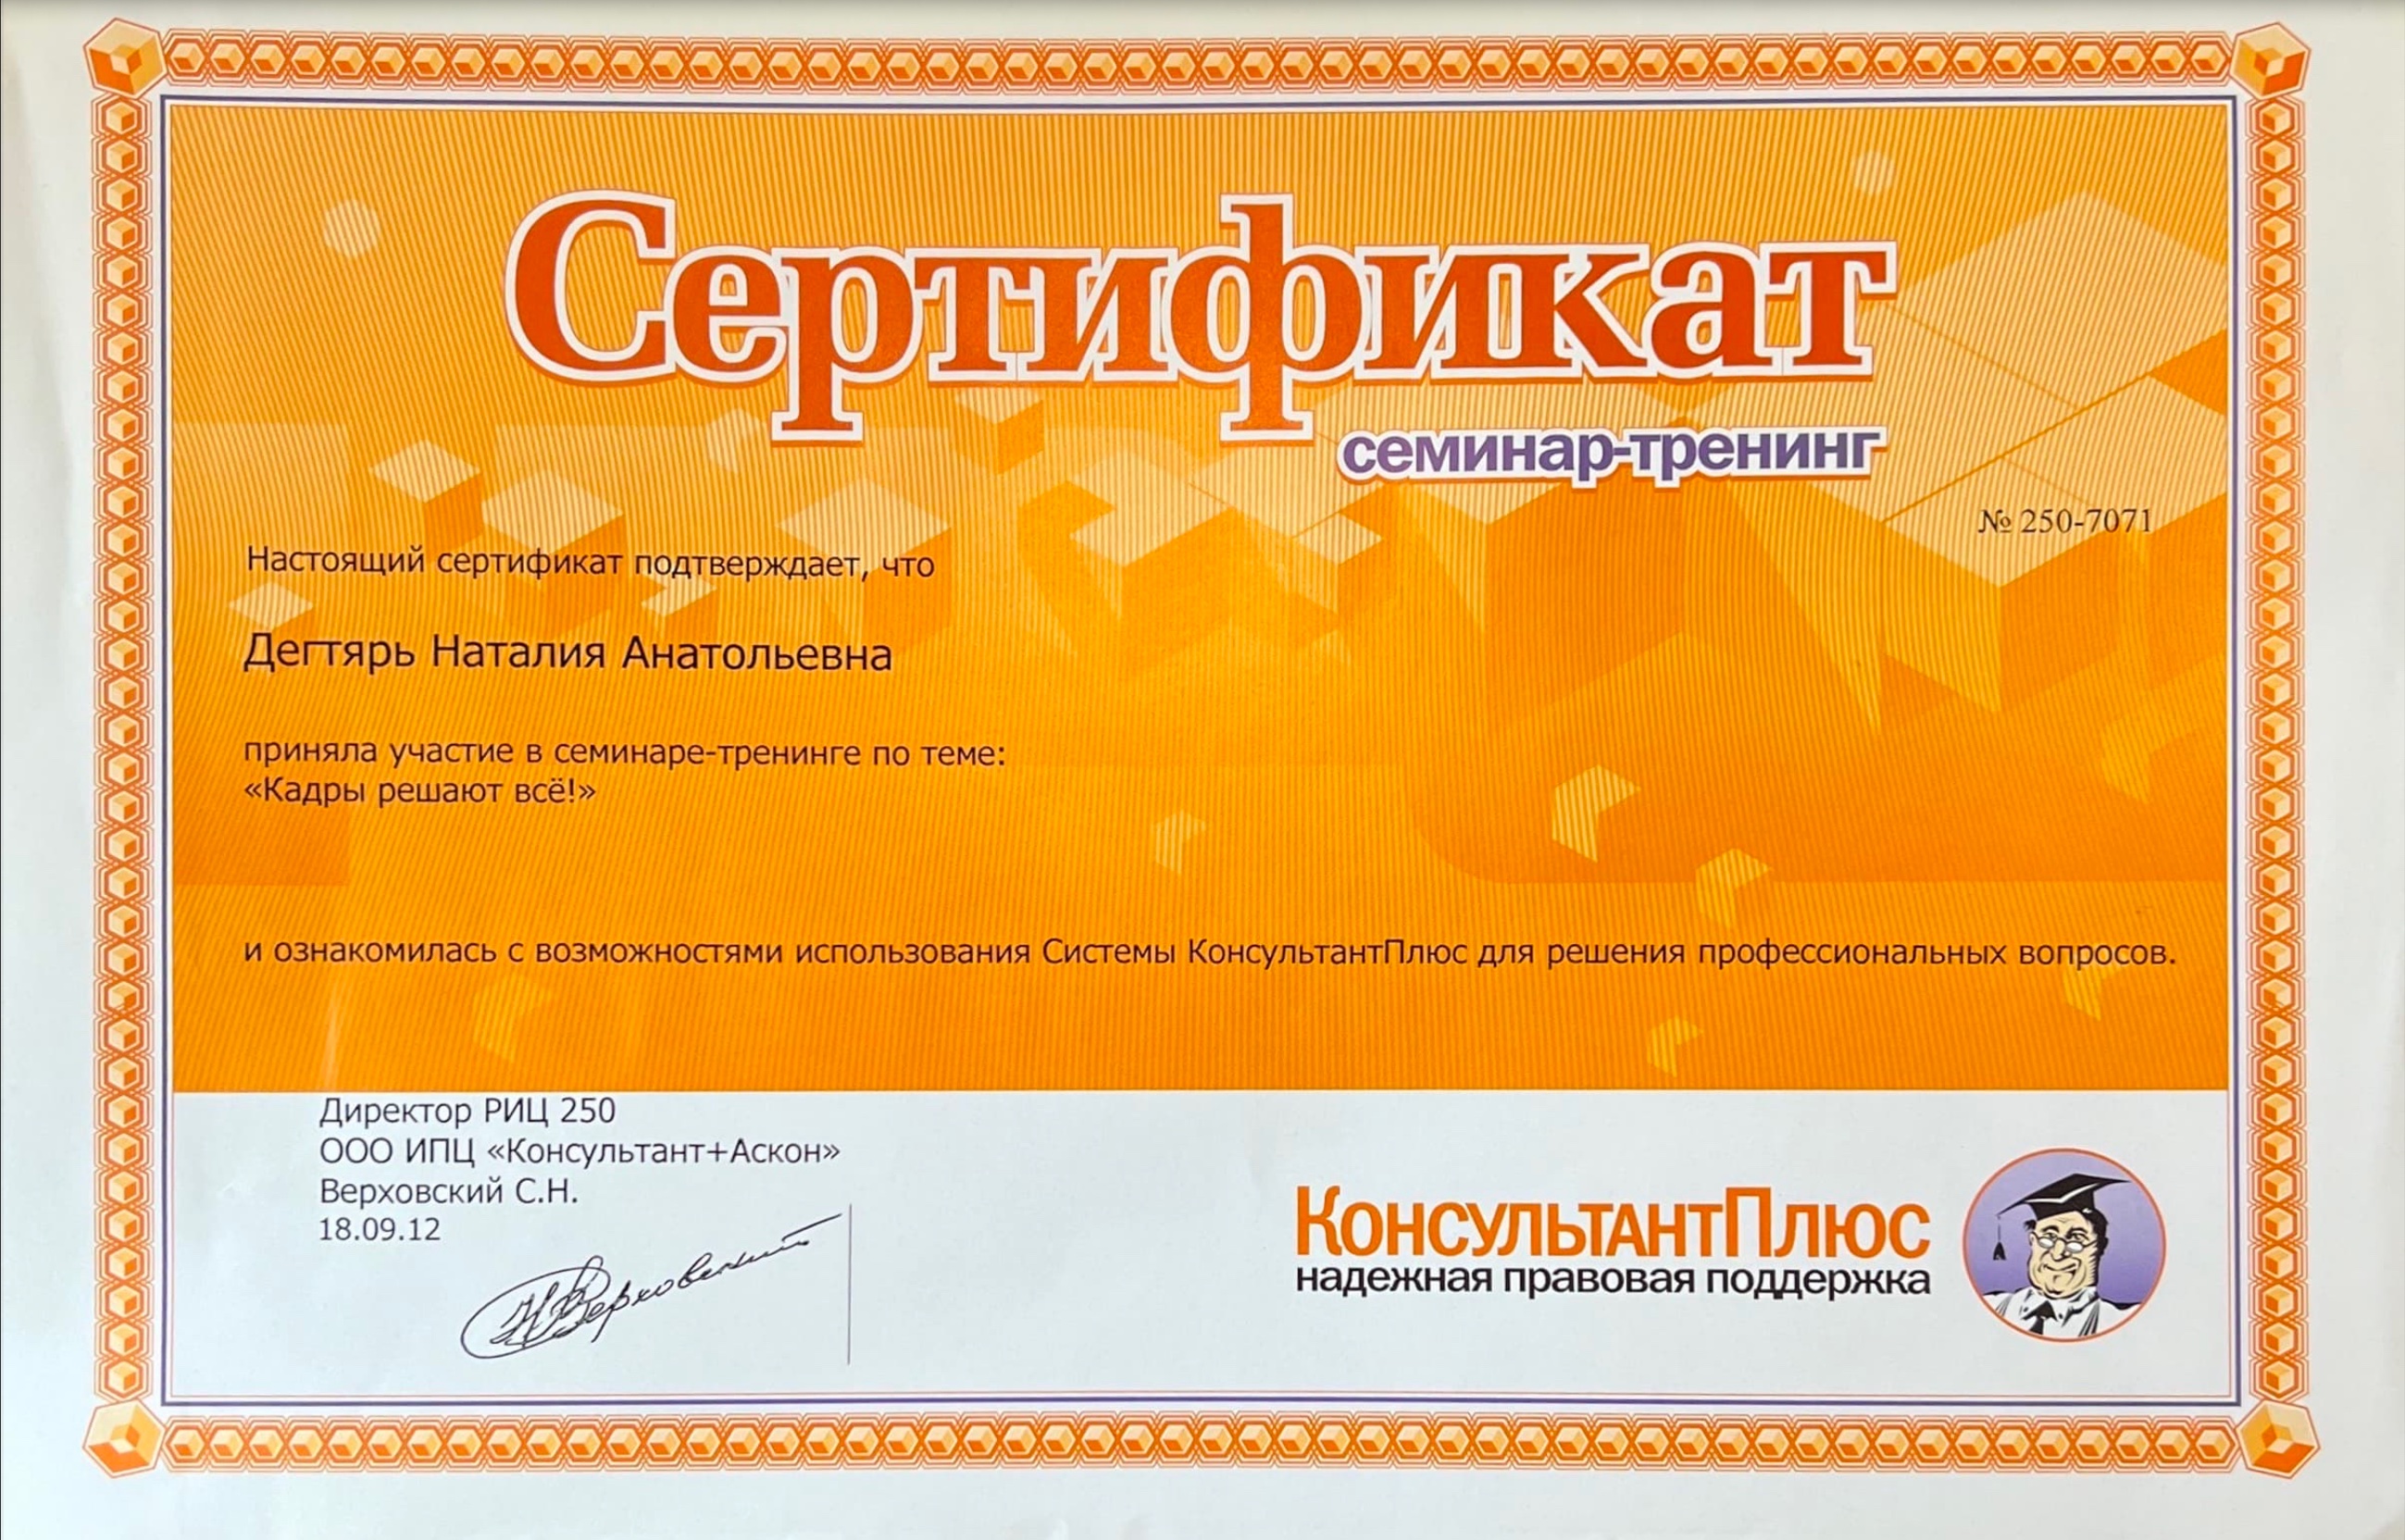 Сертификат
семинар-тренинг
№ 250-7071
Настоящий сертификат подтверждает, что
Дегтярь Наталия Анатольевна
приняла участие в семинаре-тренинге по теме:
«Кадры решают всё!»
и ознакомилась с возможностями использования Системы КонсультантПлюс для решения профессиональных вопросов.
Директор РИЦ 250
ООО ИПЦ «Консультант+Аскон»
Верховский С.Н.
18.09.12
Верховский
КонсультантПлюс
надежная правовая поддержка